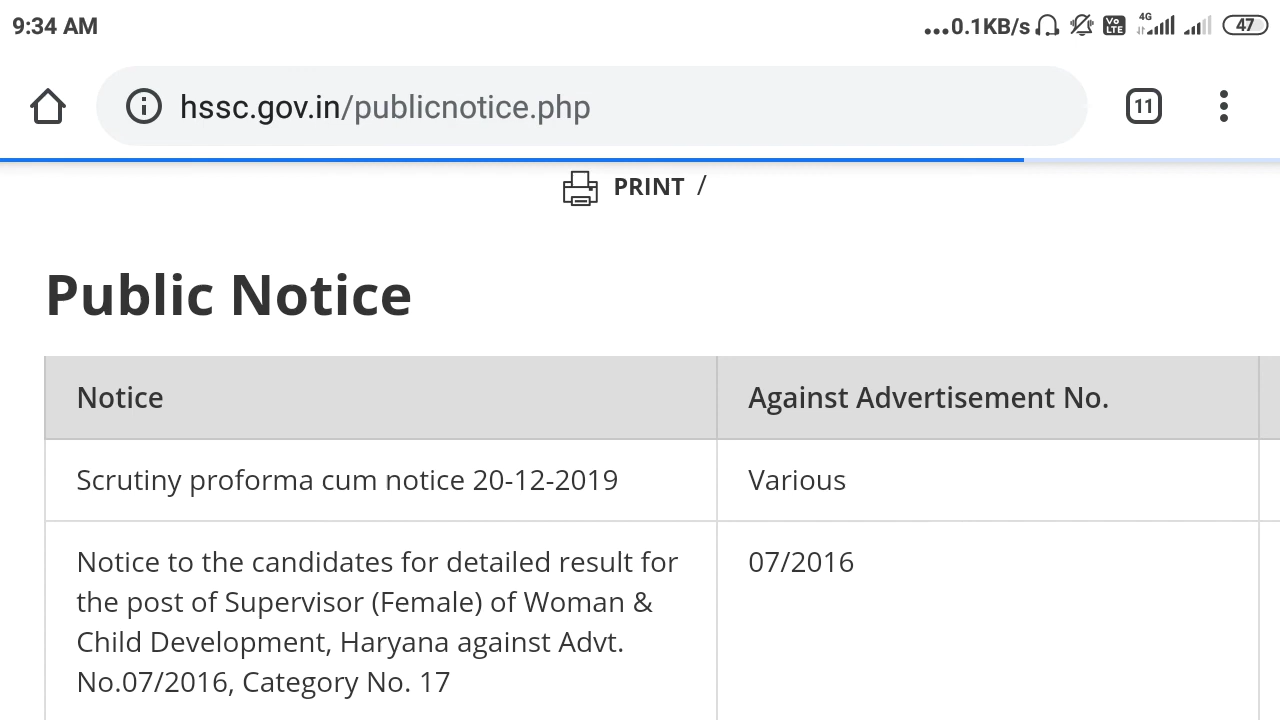 9:34 AM
...0.1KB/s
Vo
LTE
4G
47
hssc.gov.in/publicnotice.php
11
PRINT /
Public Notice
Notice
Against Advertisement No.
Scrutiny proforma cum notice 20-12-2019
Various
Notice to the candidates for detailed result for
the post of Supervisor (Female) of Woman &
Child Development, Haryana against Advt.
No.07/2016, Category No. 17
07/2016